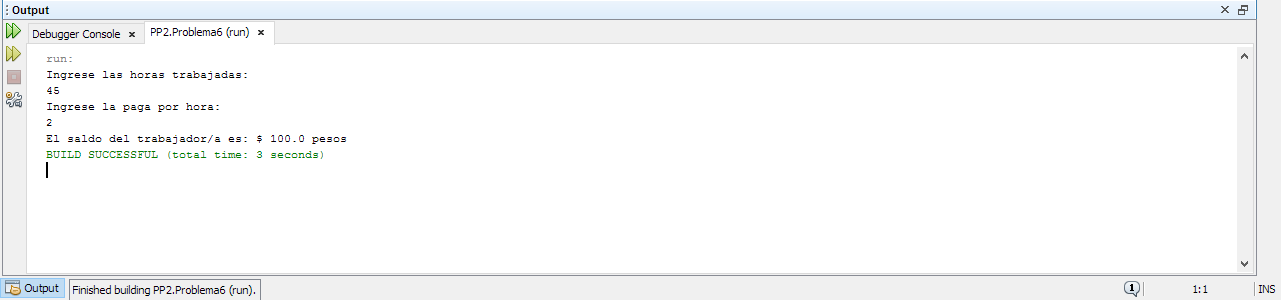 Output
Debugger Console
PP2.Problema6 (run)
run:
Ingrese las horas trabajadas:
45
Ingrese la paga por hora:
2
El saldo del trabajador/a es: $ 100.0 pesos
BUILD SUCCESSFUL (total time: 3 seconds)
Output
Finished building PP2.Problema6 (run).
1
1:1
INS